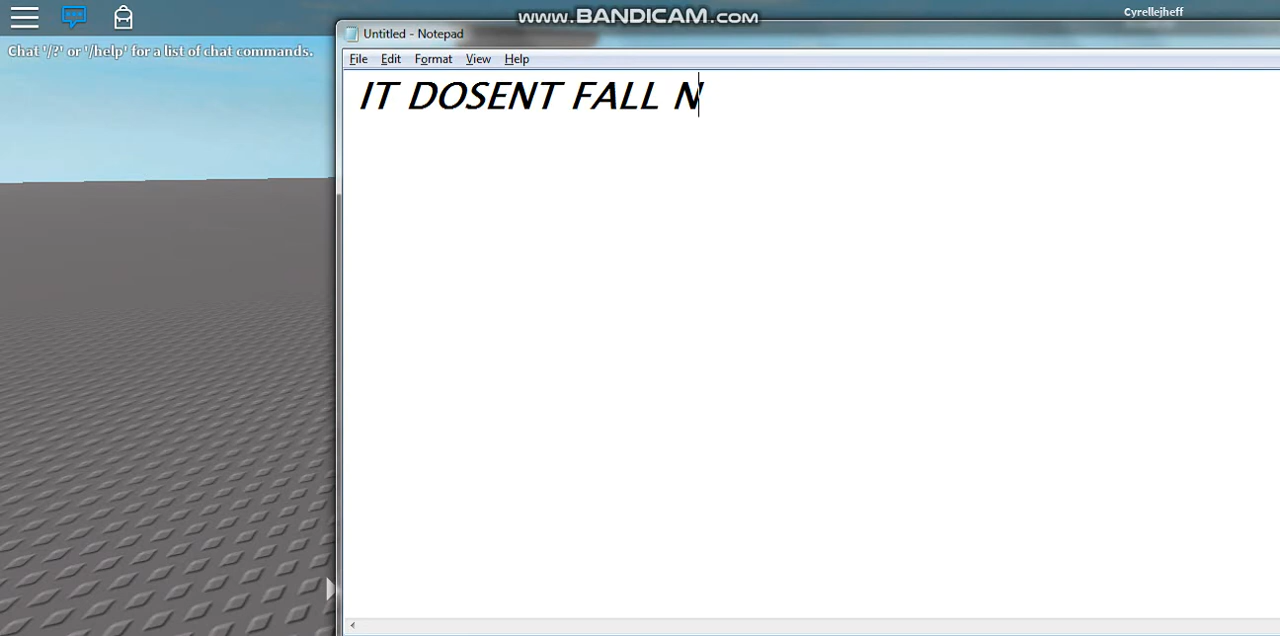 www.BANDICAM.com
Cyrellejheff
Untitled - Notepad
Chat '/?' or '/help' for a list of chat commands.
File Edit Format View Help
IT DOSENT FALL N